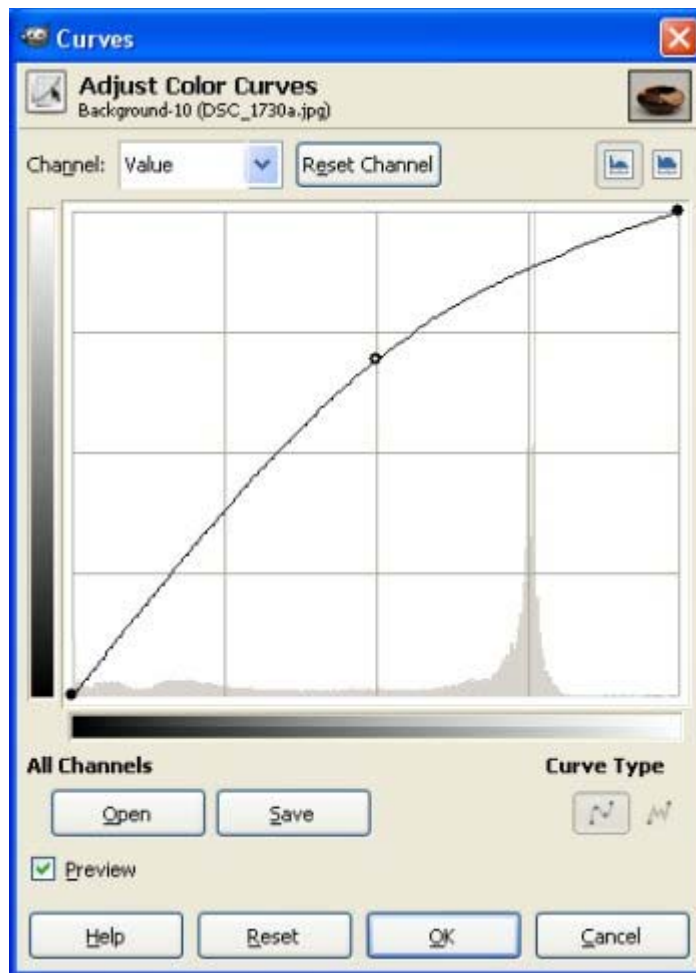 Curves
Adjust Color Curves
Background-10 (DSC_1730a.jpg)
Channel: Value Reset Channel
All Channels Curve Type
Open Save
Preview
Help Reset OK Cancel